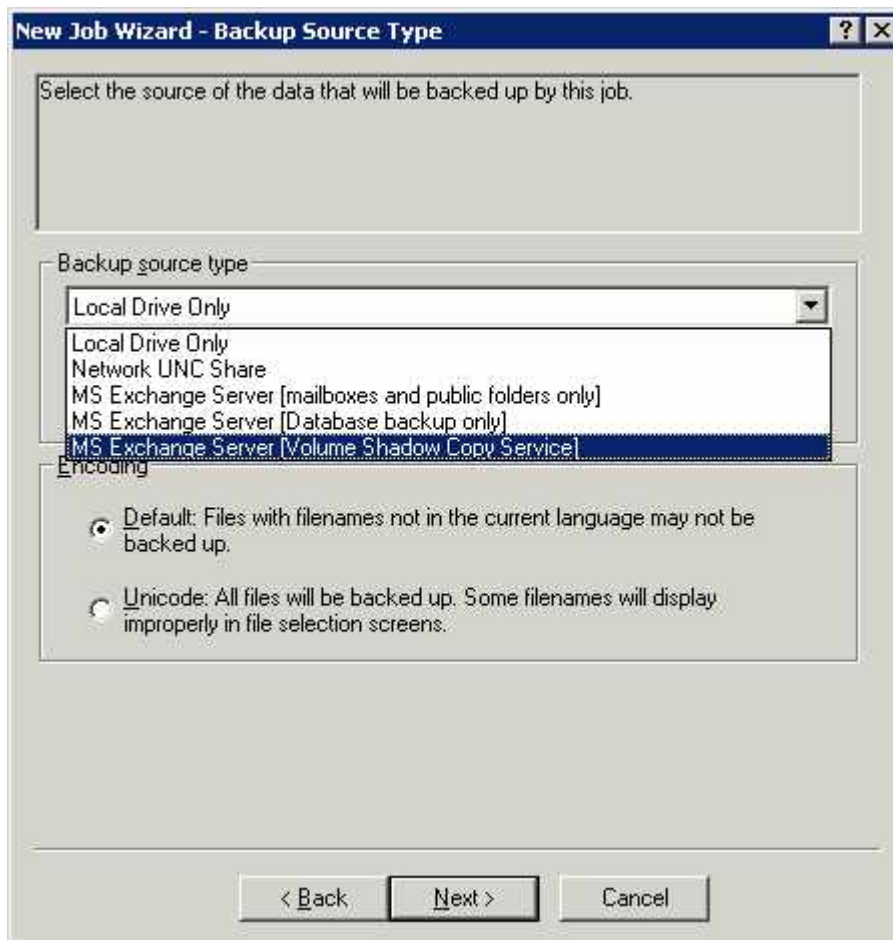 New Job Wizard - Backup Source Type
Select the source of the data that will be backed up by this job.
Backup source type
Local Drive Only
Local Drive Only
Network UNC Share
MS Exchange Server [mailboxes and public folders only]
MS Exchange Server [Database backup only]
MS Exchange Server [Volume Shadow Copy Service]
Encoding
Default: Files with filenames not in the current language may not be
backed up.
Unicode: All files will be backed up. Some filenames will display
improperly in file selection screens.
< Back
Next >
Cancel